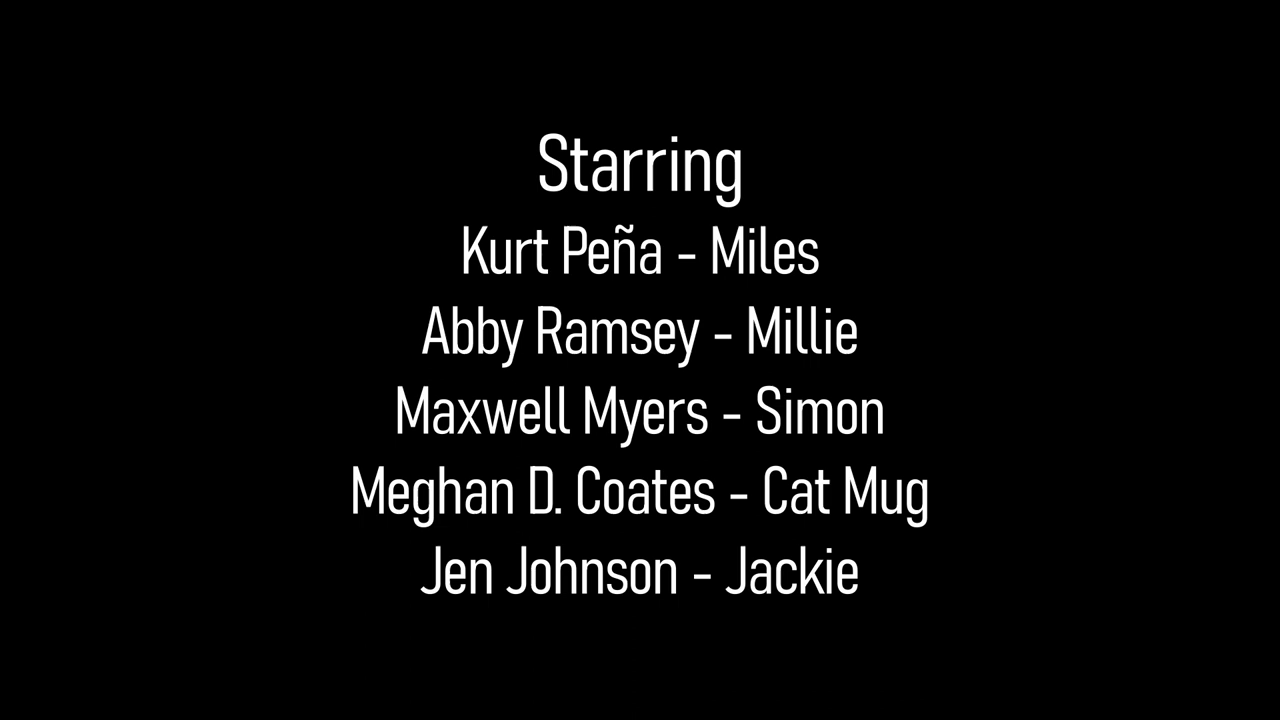 Starring
Kurt Peña - Miles
Abby Ramsey - Millie
Maxwell Myers - Simon
Meghan D. Coates - Cat Mug
Jen Johnson - Jackie